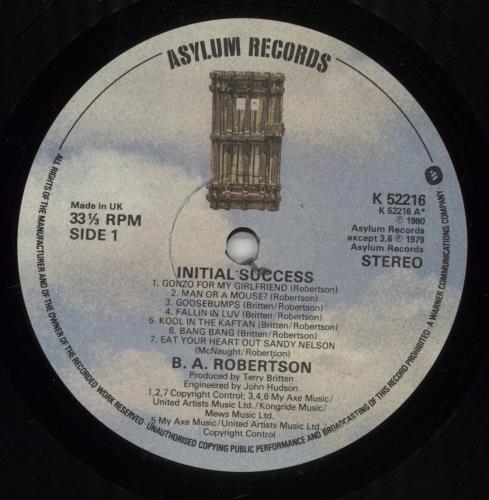 ASYLUM RECORDS
Made in UK
33⅓ RPM
SIDE 1
K 52216
K 52216 A*
℗ 1980
Asylum Records
except 3,6 ℗ 1979
Asylum Records
STEREO
INITIAL SUCCESS
1. GONZO FOR MY GIRLFRIEND (Robertson)
2. MAN OR A MOUSE? (Robertson)
3. GOOSEBUMPS (Britten/Robertson)
4. FALLIN IN LUV (Britten/Robertson)
5. KOOL IN THE KAFTAN (Britten/Robertson)
6. BANG BANG (Britten/Robertson)
7. EAT YOUR HEART OUT SANDY NELSON
(McNaught/Robertson)
B. A. ROBERTSON
Produced by Terry Britten
Engineered by John Hudson
1,2,7 Copyright Control; 3,4,6 My Axe Music/
United Artists Music Ltd./Kongride Music/
Mews Music Ltd.
5 My Axe Music/United Artists Music Ltd./
Copyright Control
ALL RIGHTS OF THE MANUFACTURER AND OF THE OWNER OF THE RECORDED WORK RESERVED · UNAUTHORISED COPYING PUBLIC PERFORMANCE AND BROADCASTING OF THIS RECORD PROHIBITED · A WARNER COMMUNICATIONS COMPANY.